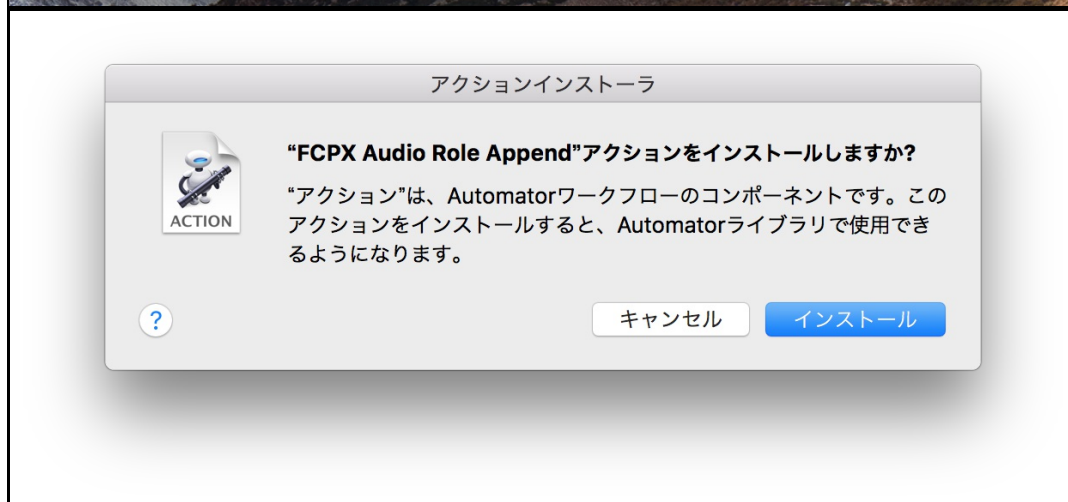 アクションインストーラ
“FCPX Audio Role Append”アクションをインストールしますか?
“アクション”は、Automatorワークフローのコンポーネントです。この
アクションをインストールすると、Automatorライブラリで使用でき
るようになります。
ACTION
?
キャンセル
インストール